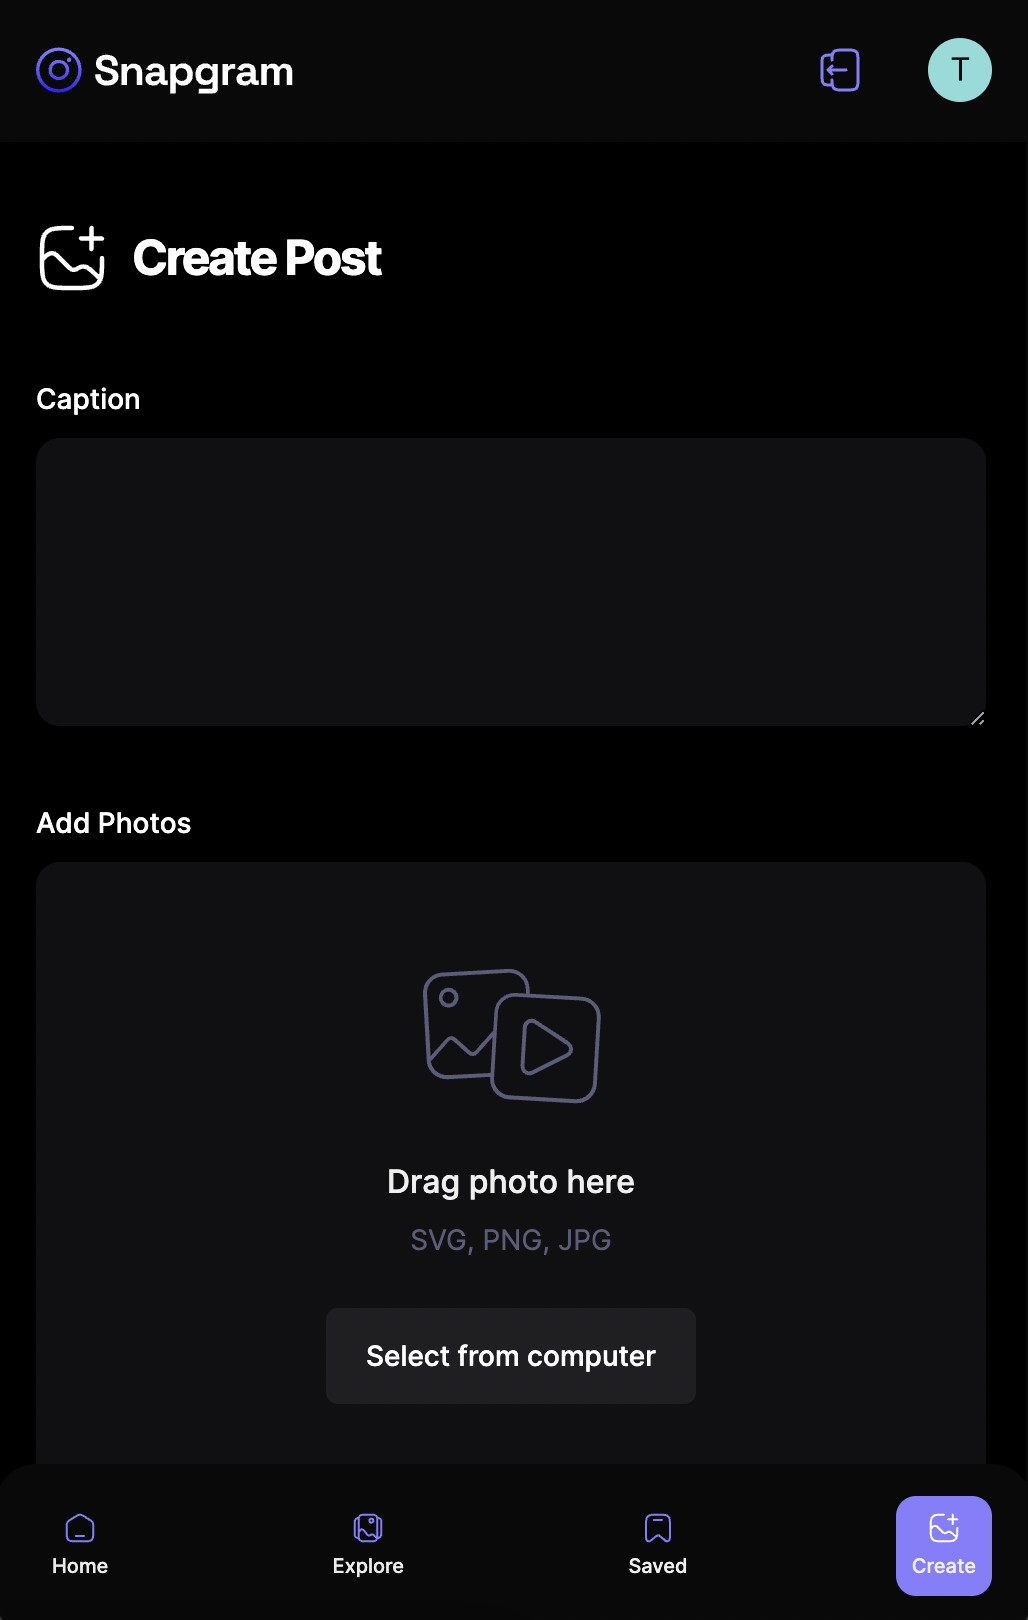 Snapgram
T
Create Post
Caption
Add Photos
Drag photo here
SVG, PNG, JPG
Select from computer
Home
Explore
Saved
Create